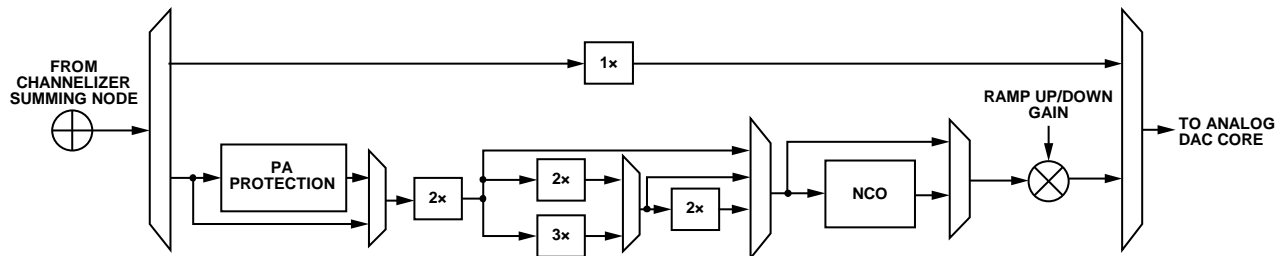 FROM
CHANNELIZER
SUMMING NODE
1×
RAMP UP/DOWN
GAIN
TO ANALOG
DAC CORE
PA
PROTECTION
2×
2×
3×
2×
NCO